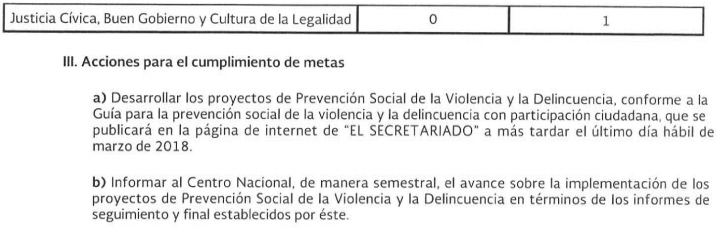 Justicia Cívica, Buen Gobierno y Cultura de la Legalidad 0 1
III. Acciones para el cumplimiento de metas
a) Desarrollar los proyectos de Prevención Social de la Violencia y la Delincuencia, conforme a la
Guía para la prevención social de la violencia y la delincuencia con participación ciudadana, que se
publicará en la página de internet de "EL SECRETARIADO" a más tardar el último día hábil de
marzo de 2018.
b) Informar al Centro Nacional, de manera semestral, el avance sobre la implementación de los
proyectos de Prevención Social de la Violencia y la Delincuencia en términos de los informes de
seguimiento y final establecidos por éste.